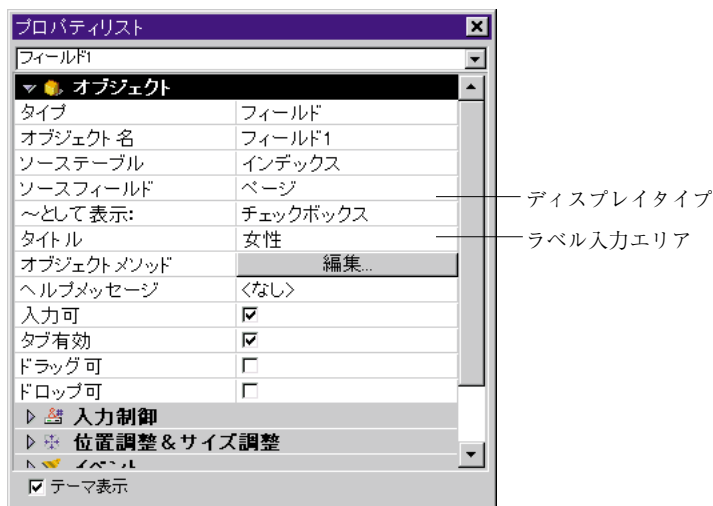 プロパティリスト
フィールド1
オブジェクト
タイプ フィールド
オブジェクト名 フィールド1
ソーステーブル インデックス
ソースフィールド ページ
～として表示: チェックボックス
タイトル 女性
オブジェクトメソッド 編集...
ヘルプメッセージ <なし>
入力可
タブ有効
ドラッグ可
ドロップ可
入力制御
位置調整&サイズ調整
イベント
テーマ表示
ディスプレイタイプ
ラベル入力エリア